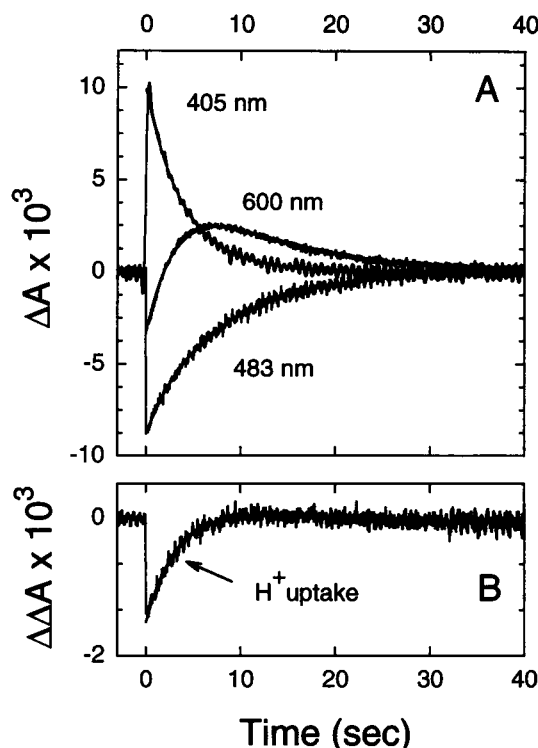 0 10 20 30 40
A
10
405 nm
5
600 nm
0
-5
483 nm
-10
ΔA x 10³
0
H⁺ uptake
B
-2
ΔΔA x 10³
0 10 20 30 40
Time (sec)